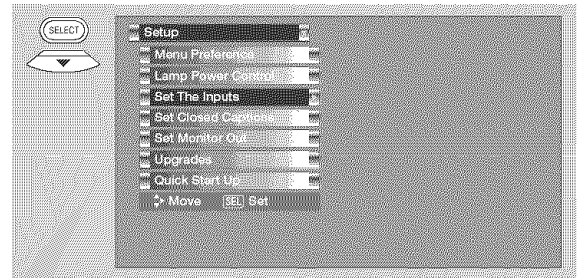 SELECT
Setup
Menu Preference
Lamp Power Control
Set The Inputs
Set Closed Captions
Set Monitor Out
Upgrades
Quick Start Up
Move SEL Set